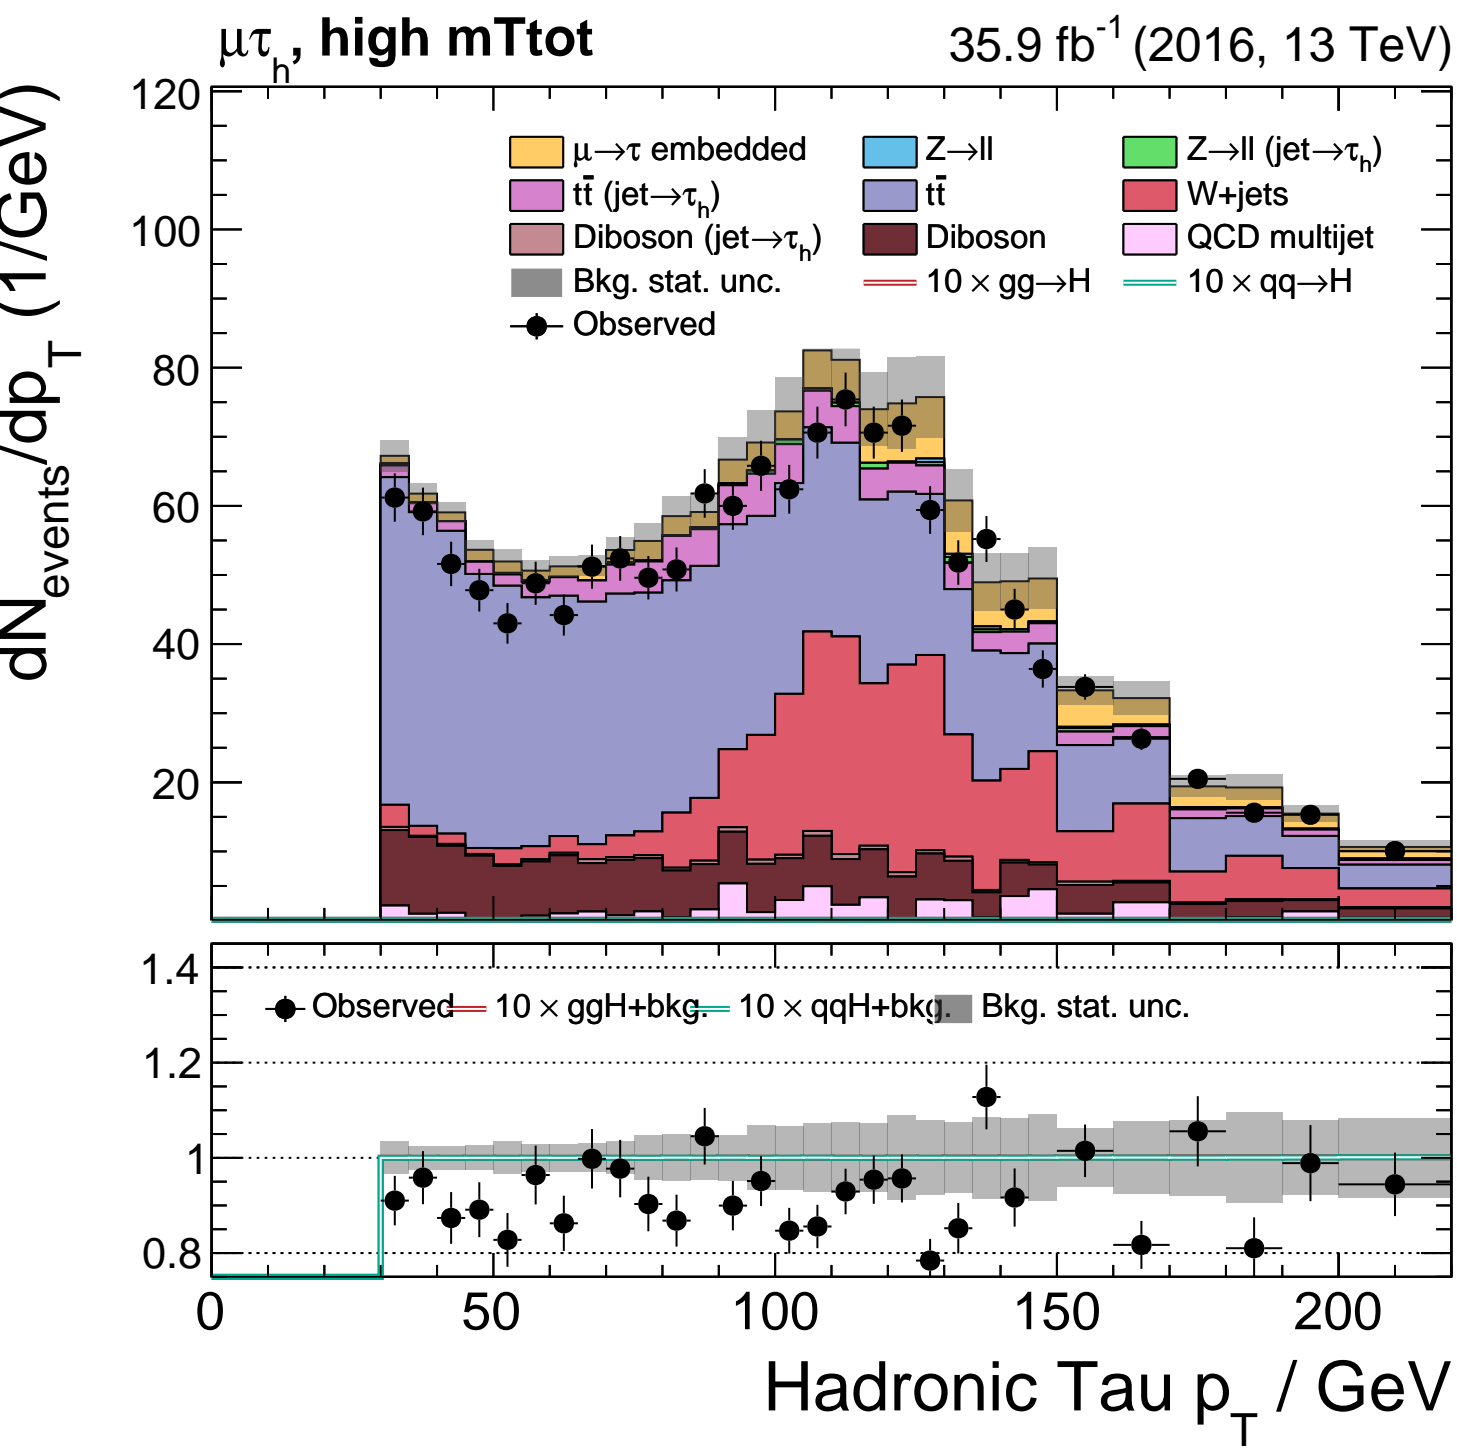 μτh, high mTtot 35.9 fb-1 (2016, 13 TeV)
dNevents/dpT (1/GeV)
120
100
80
60
40
20
μ→τ embedded Z→ll Z→ll (jet→τh)
tt̄ (jet→τh) tt̄ W+jets
Diboson (jet→τh) Diboson QCD multijet
Bkg. stat. unc. 10 × gg→H 10 × qq→H
Observed
1.4
1.2
1
0.8
Observed 10 × ggH+bkg. 10 × qqH+bkg. Bkg. stat. unc.
0 50 100 150 200
Hadronic Tau pT / GeV